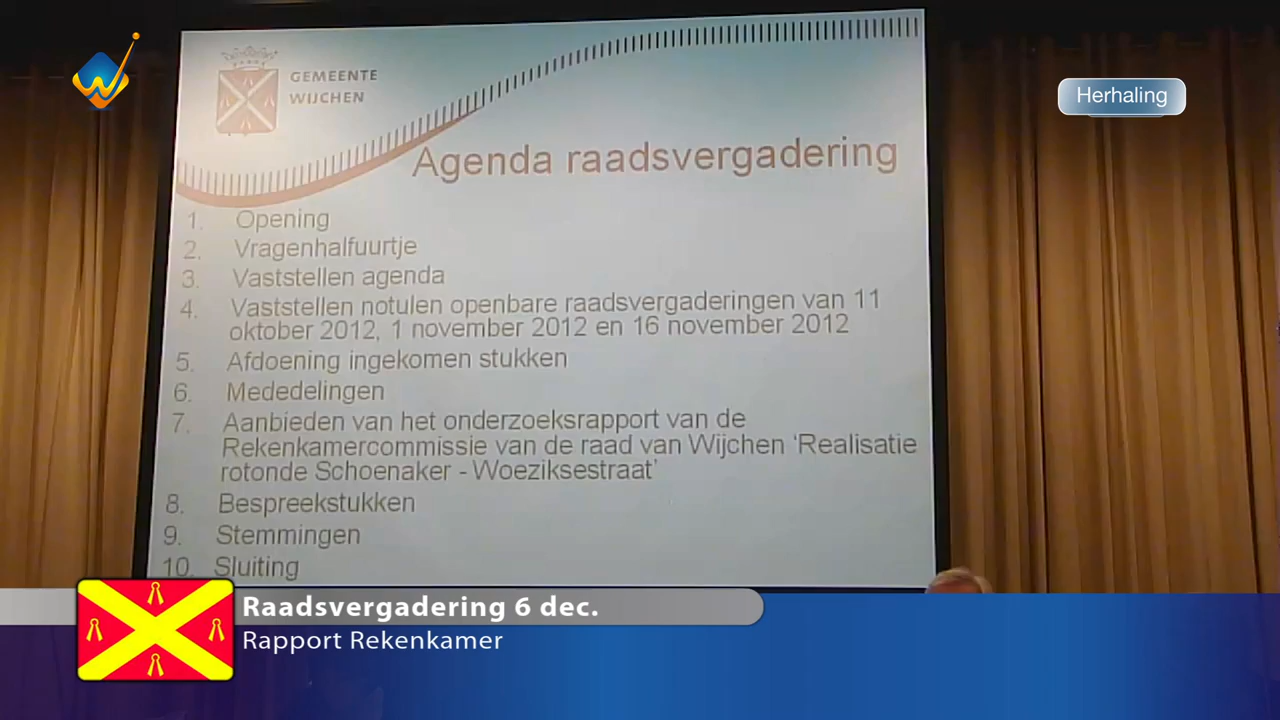 Herhaling
GEMEENTE
WIJCHEN
Agenda raadsvergadering
1. Opening
2. Vragenhalfuurtje
3. Vaststellen agenda
4. Vaststellen notulen openbare raadsvergaderingen van 11
oktober 2012, 1 november 2012 en 16 november 2012
5. Afdoening ingekomen stukken
6. Mededelingen
7. Aanbieden van het onderzoeksrapport van de
Rekenkamercommissie van de raad van Wijchen ‘Realisatie
rotonde Schoenaker - Woeziksestraat’
8. Bespreekstukken
9. Stemmingen
10. Sluiting
Raadsvergadering 6 dec.
Rapport Rekenkamer